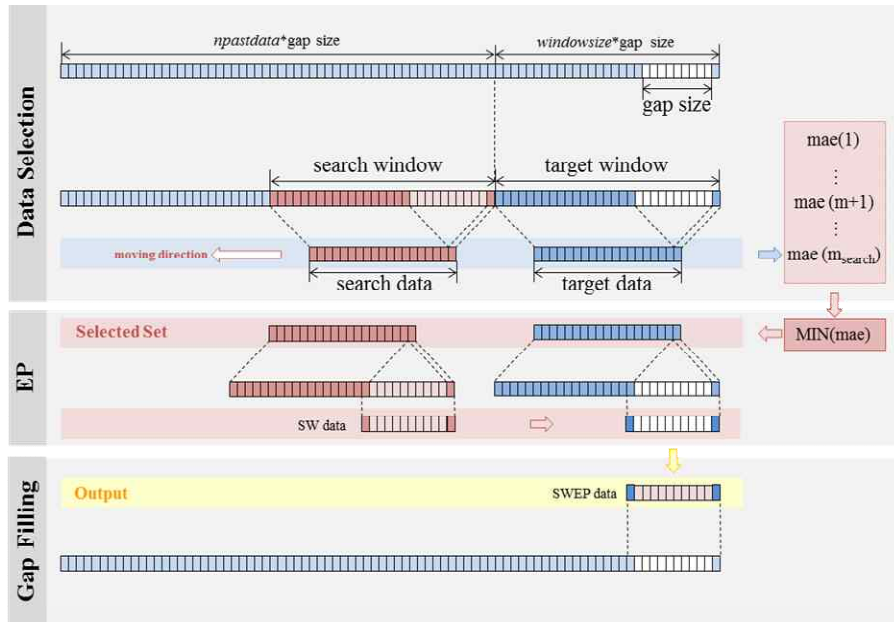 Data Selection
npastdata*gap size
windowsize*gap size
gap size
search window
target window
moving direction
search data
target data
mae(1)
⋮
mae (m+1)
⋮
mae (msearch)
EP
Selected Set
MIN(mae)
SW data
Gap Filling
Output
SWEP data